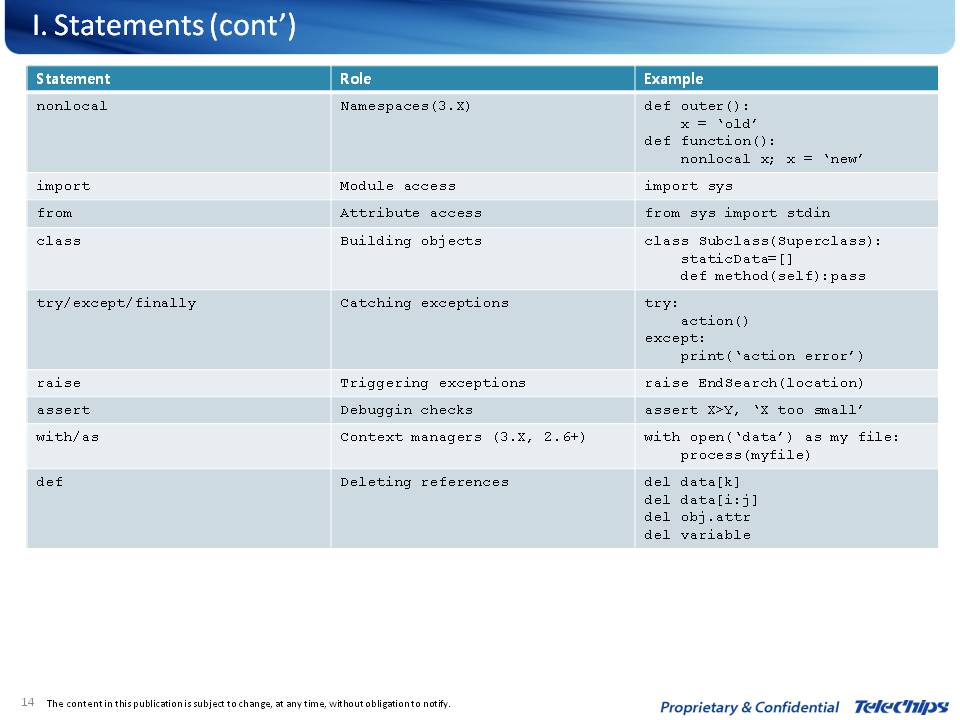 I. Statements (cont’)
Statement Role Example
nonlocal Namespaces(3.X) def outer():
x = ‘old’
def function():
nonlocal x; x = ‘new’
import Module access import sys
from Attribute access from sys import stdin
class Building objects class Subclass(Superclass):
staticData=[]
def method(self):pass
try/except/finally Catching exceptions try:
action()
except:
print(‘action error’)
raise Triggering exceptions raise EndSearch(location)
assert Debuggin checks assert X>Y, ‘X too small’
with/as Context managers (3.X, 2.6+) with open(‘data’) as my file:
process(myfile)
def Deleting references del data[k]
del data[i:j]
del obj.attr
del variable
14 The content in this publication is subject to change, at any time, without obligation to notify.
Proprietary & Confidential Telechips